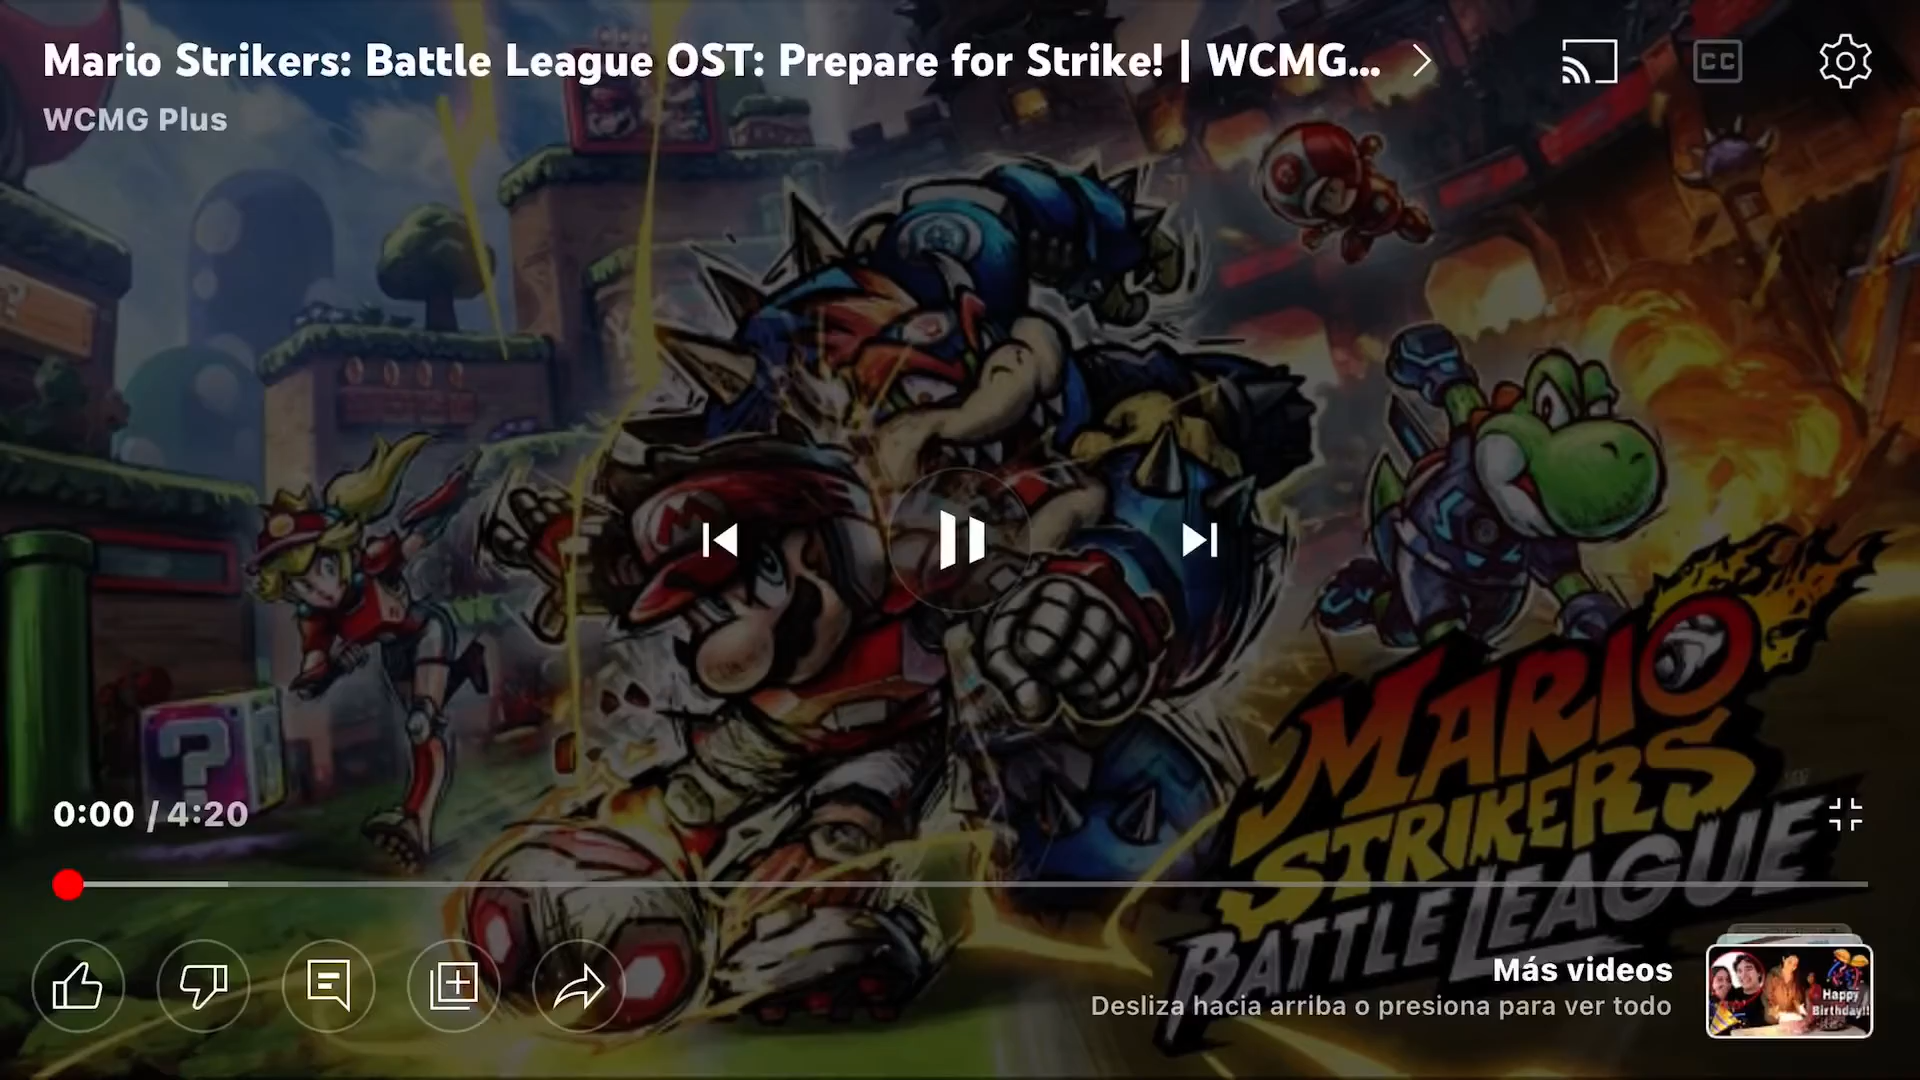 Mario Strikers: Battle League OST: Prepare for Strike! | WCMG...
CC
WCMG Plus
M
?
MARIO
STRIKERS
BATTLE LEAGUE
0:00 / 4:20
Más videos
Desliza hacia arriba o presiona para ver todo
Happy
Birthday!!